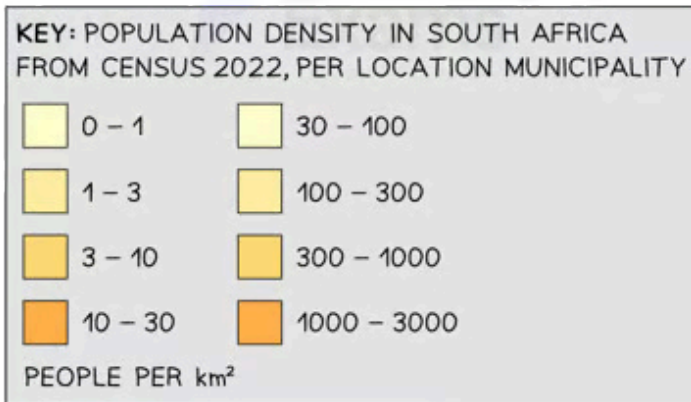 KEY: POPULATION DENSITY IN SOUTH AFRICA
FROM CENSUS 2022, PER LOCATION MUNICIPALITY
0 – 1
1 – 3
3 – 10
10 – 30
30 – 100
100 – 300
300 – 1000
1000 – 3000
PEOPLE PER km²